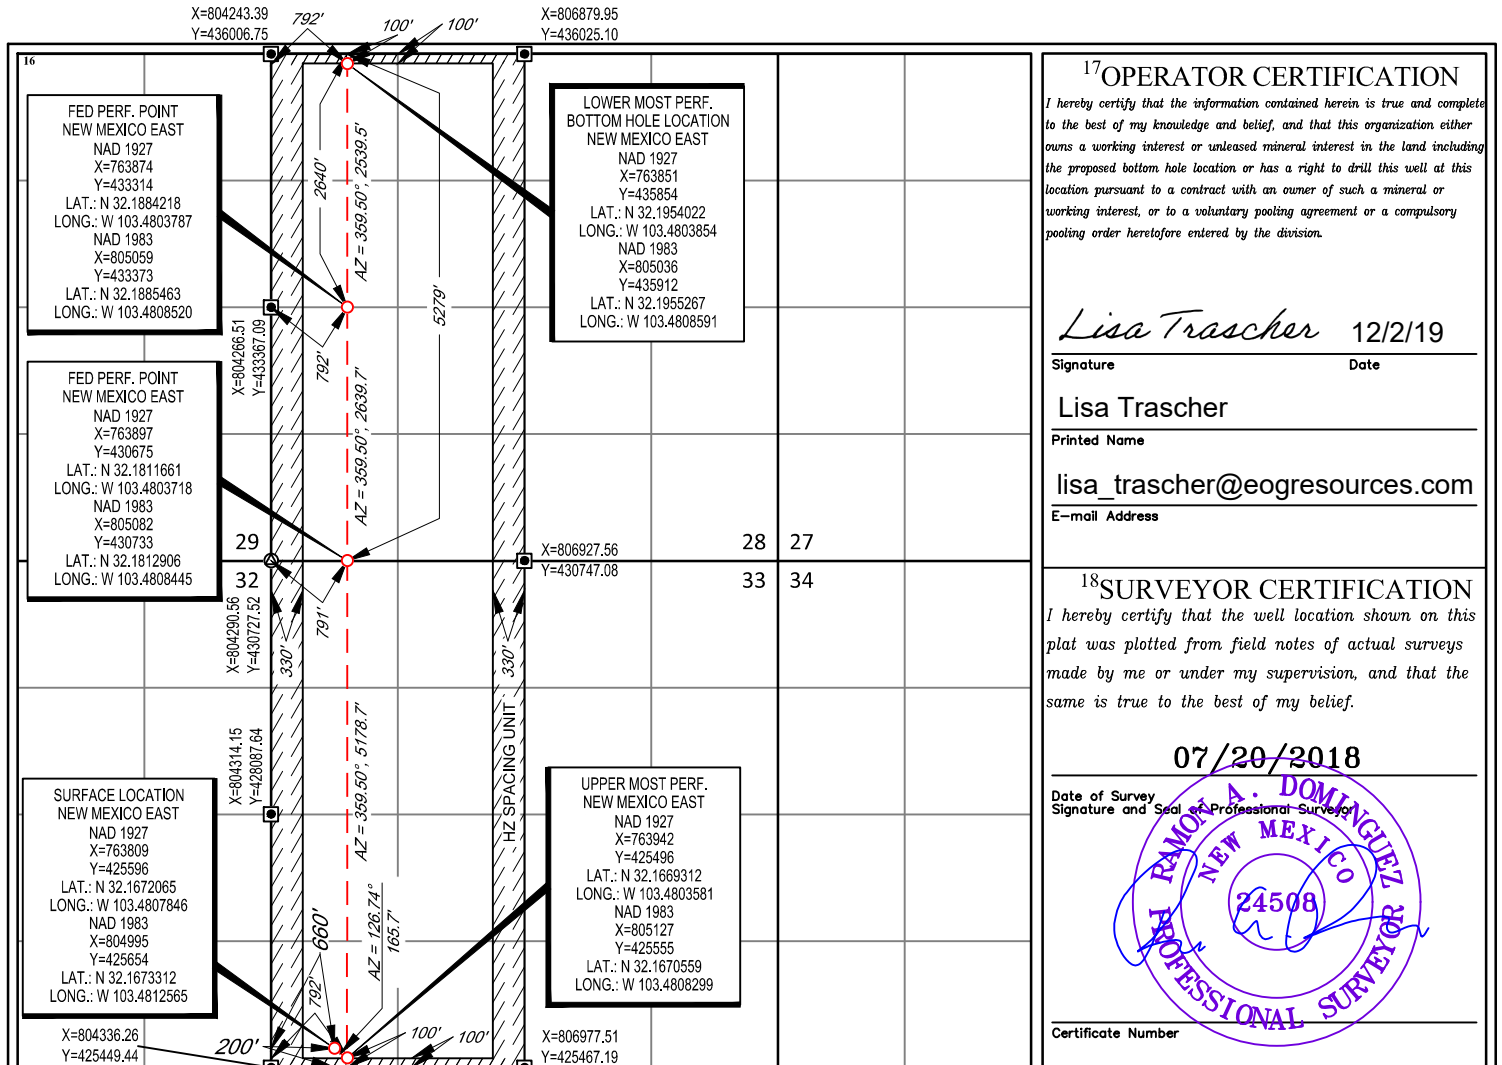 X=804243.39
Y=436006.75
792'
100'
100'
X=806879.95
Y=436025.10
16
FED PERF. POINT
NEW MEXICO EAST
NAD 1927
X=763874
Y=433314
LAT.: N 32.1884218
LONG.: W 103.4803787
NAD 1983
X=805059
Y=433373
LAT.: N 32.1885463
LONG.: W 103.4808520
2640'
AZ = 359.50°, 2539.5'
5279'
LOWER MOST PERF.
BOTTOM HOLE LOCATION
NEW MEXICO EAST
NAD 1927
X=763851
Y=435854
LAT.: N 32.1954022
LONG.: W 103.4803854
NAD 1983
X=805036
Y=435912
LAT.: N 32.1955267
LONG.: W 103.4808591
X=804266.51
Y=433367.09
792'
AZ = 359.50°, 2639.7'
FED PERF. POINT
NEW MEXICO EAST
NAD 1927
X=763897
Y=430675
LAT.: N 32.1811661
LONG.: W 103.4803718
NAD 1983
X=805082
Y=430733
LAT.: N 32.1812906
LONG.: W 103.4808445
29
32
X=806927.56
Y=430747.08
28
27
33
34
X=804290.56
Y=430727.52
330'
791'
330'
X=804314.15
Y=428087.64
AZ = 359.50°, 5178.7'
HZ SPACING UNIT
SURFACE LOCATION
NEW MEXICO EAST
NAD 1927
X=763809
Y=425596
LAT.: N 32.1672065
LONG.: W 103.4807846
NAD 1983
X=804995
Y=425654
LAT.: N 32.1673312
LONG.: W 103.4812565
UPPER MOST PERF.
NEW MEXICO EAST
NAD 1927
X=763942
Y=425496
LAT.: N 32.1669312
LONG.: W 103.4803581
NAD 1983
X=805127
Y=425555
LAT.: N 32.1670559
LONG.: W 103.4808299
660'
792'
AZ = 126.74°
165.7'
X=804336.26
Y=425449.44
200'
100'
100'
X=806977.51
Y=425467.19
17 OPERATOR CERTIFICATION
I hereby certify that the information contained herein is true and complete
to the best of my knowledge and belief, and that this organization either
owns a working interest or unleased mineral interest in the land including
the proposed bottom hole location or has a right to drill this well at this
location pursuant to a contract with an owner of such a mineral or
working interest, or to a voluntary pooling agreement or a compulsory
pooling order heretofore entered by the division.
Lisa Trascher 12/2/19
Signature Date
Lisa Trascher
Printed Name
lisa_trascher@eogresources.com
E-mail Address
18 SURVEYOR CERTIFICATION
I hereby certify that the well location shown on this
plat was plotted from field notes of actual surveys
made by me or under my supervision, and that the
same is true to the best of my belief.
07/20/2018
Date of Survey
Signature and Seal of Professional Surveyor
RAMON A. DOMINGUEZ
NEW MEXICO
24508
PROFESSIONAL SURVEYOR
Certificate Number